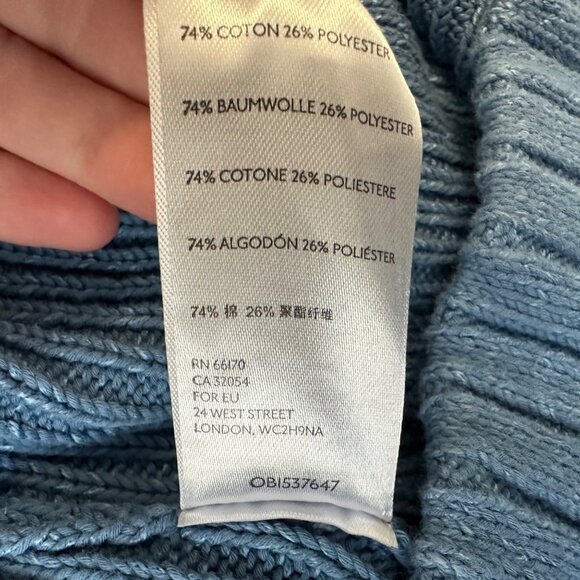 74% COTON 26% POLYESTER
74% BAUMWOLLE 26% POLYESTER
74% COTONE 26% POLIESTERE
74% ALGODÓN 26% POLIÉSTER
74% 棉 26% 聚酯纤维
RN 66170
CA 32054
FOR EU
24 WEST STREET
LONDON, WC2H9NA
OB1537647